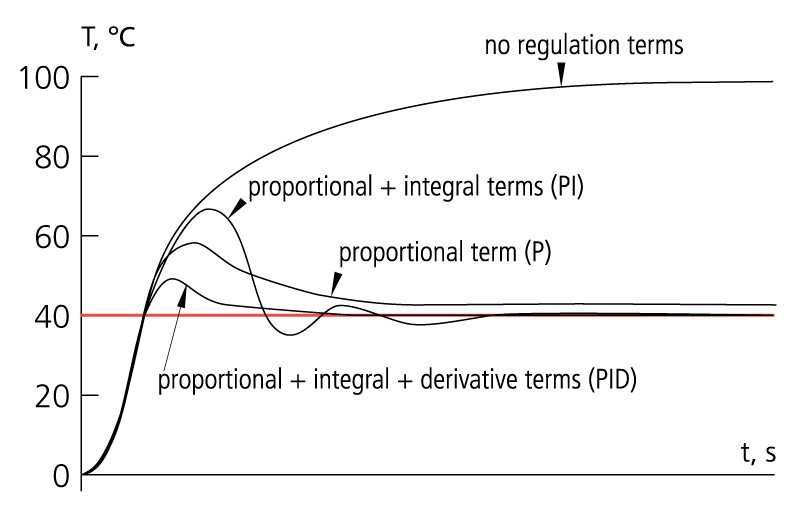 T, °C
no regulation terms
100
80
proportional + integral terms (PI)
60
proportional term (P)
40
proportional + integral + derivative terms (PID)
20
t, s
0